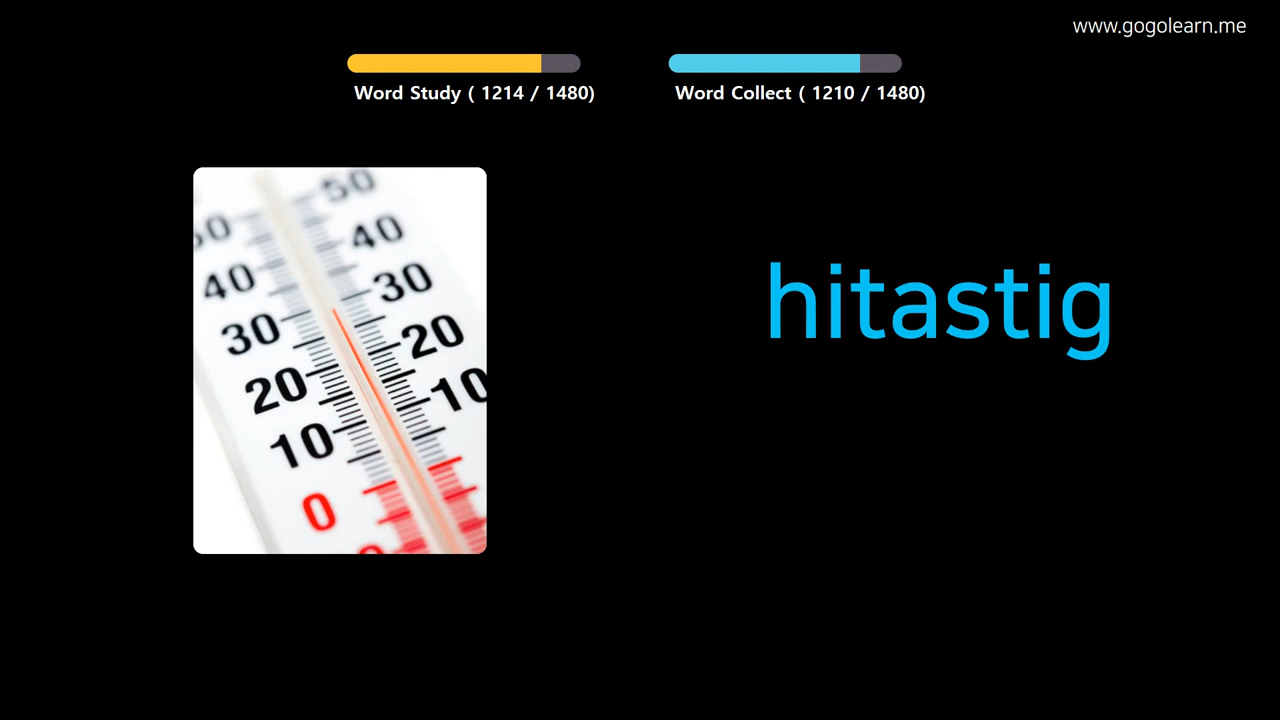 www.gogolearn.me
Word Study ( 1214 / 1480)
Word Collect ( 1210 / 1480)
50
50
40
40
30
30
20
20
10
10
0
hitastig